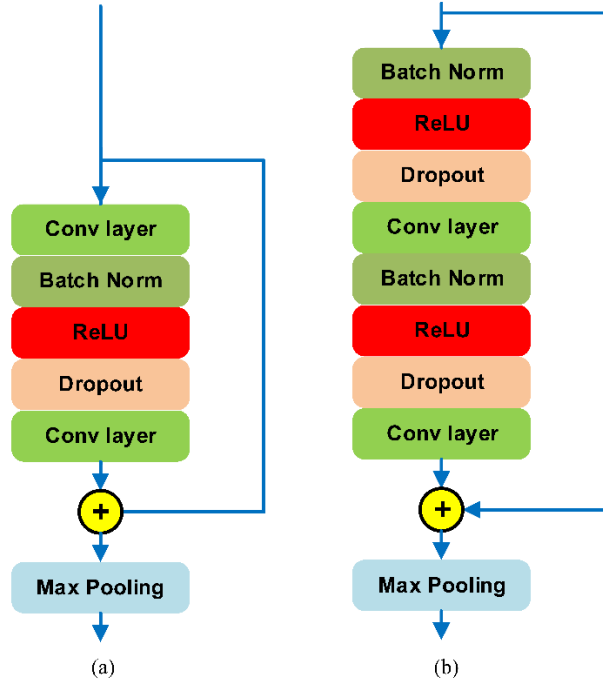 Conv layer
Batch Norm
ReLU
Dropout
Conv layer
+
Max Pooling
(a)
Batch Norm
ReLU
Dropout
Conv layer
Batch Norm
ReLU
Dropout
Conv layer
+
Max Pooling
(b)